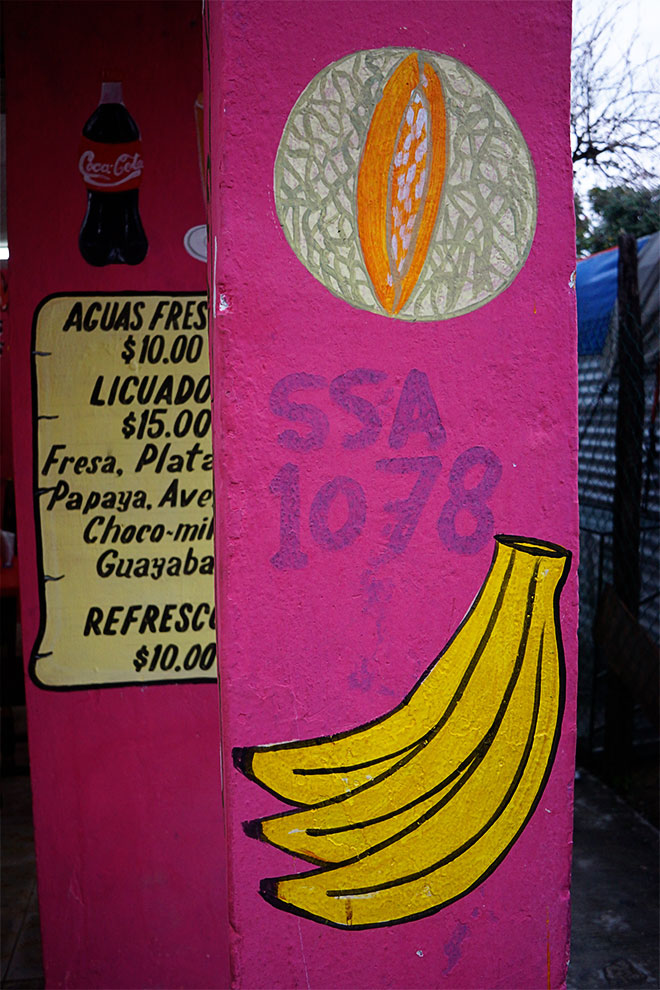 Coca-Cola
AGUAS FRES
$10.00
LICUADO
$15.00
Fresa, Plata
Papaya, Ave
Choco-mil
Guayaba
REFRESC
$10.00
SSA
1078